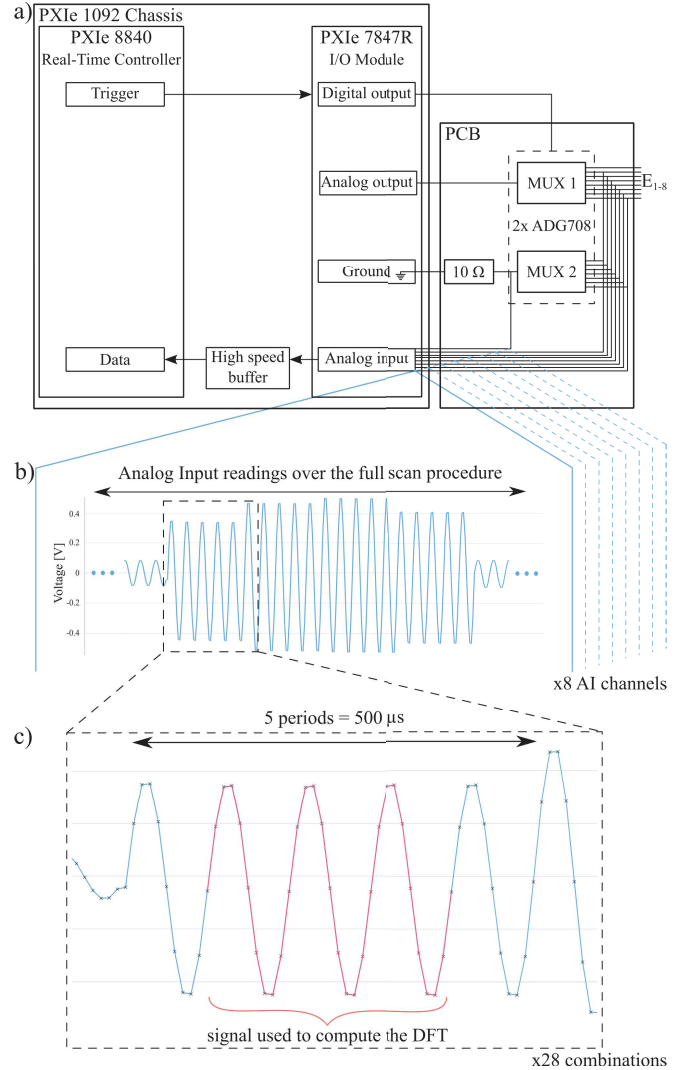 a)
PXIe 1092 Chassis
PXIe 8840
Real-Time Controller
PXIe 7847R
I/O Module
Trigger
Digital output
PCB
Analog output
MUX 1
E1-8
2x ADG708
Ground
10 Ω
MUX 2
Data
High speed
buffer
Analog input
b)
Analog Input readings over the full scan procedure
Voltage [V]
0.4
0.2
0
-0.2
-0.4
x8 AI channels
5 periods = 500 µs
c)
signal used to compute the DFT
x28 combinations